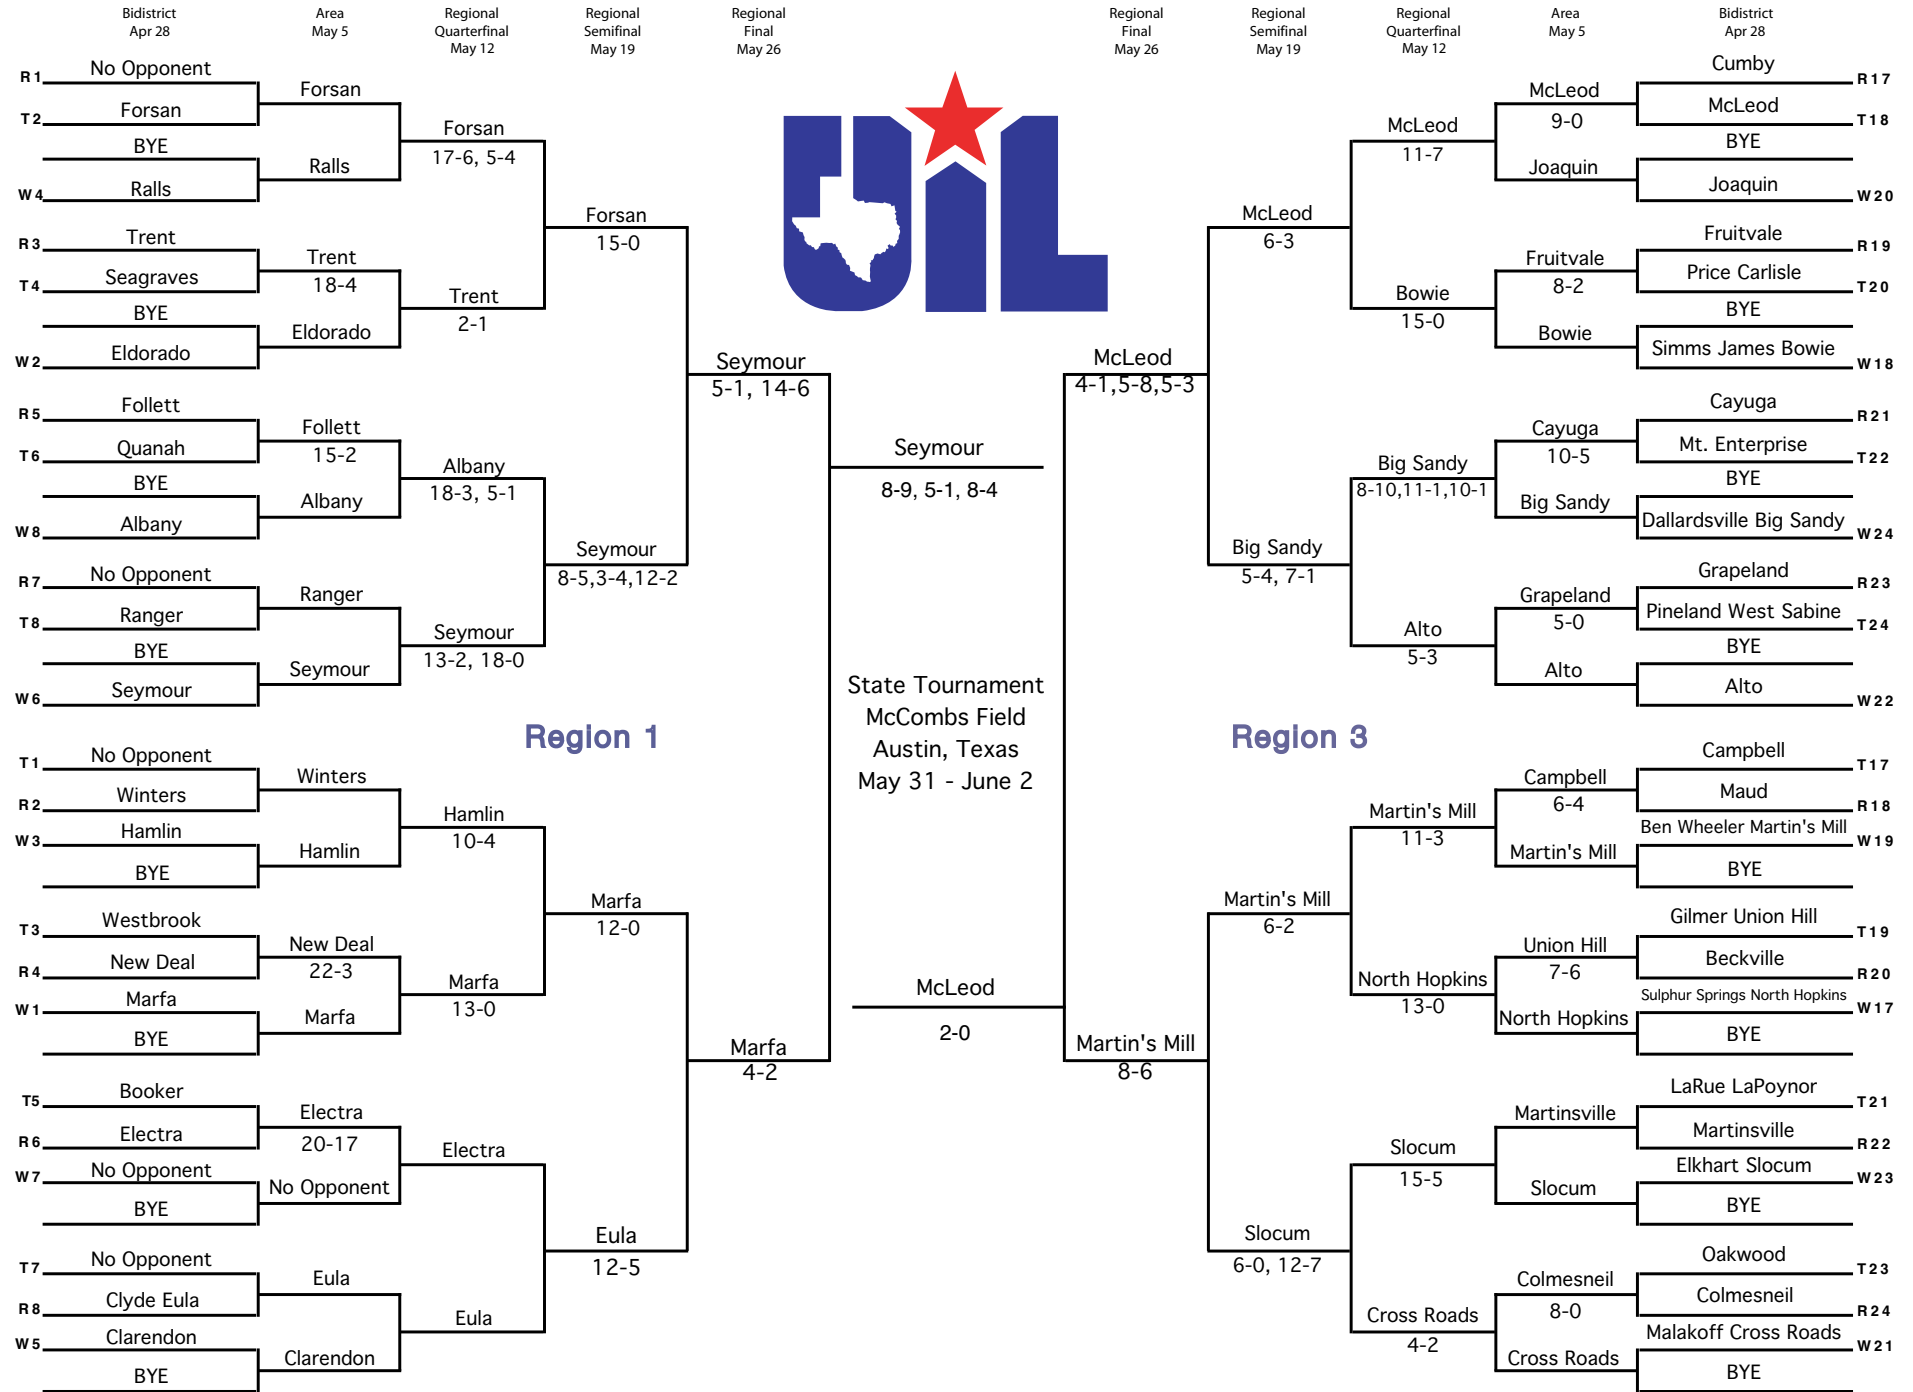 Bidistrict
Apr 28
Area
May 5
Regional
Quarterfinal
May 12
Regional
Semifinal
May 19
Regional
Final
May 26
Regional
Final
May 26
Regional
Semifinal
May 19
Regional
Quarterfinal
May 12
Area
May 5
Bidistrict
Apr 28
R1
No Opponent
T2
Forsan
BYE
W4
Ralls
R3
Trent
T4
Seagraves
BYE
W2
Eldorado
R5
Follett
T6
Quanah
BYE
W8
Albany
R7
No Opponent
T8
Ranger
BYE
W6
Seymour
T1
No Opponent
R2
Winters
W3
Hamlin
BYE
T3
Westbrook
R4
New Deal
W1
Marfa
BYE
T5
Booker
R6
Electra
W7
No Opponent
BYE
T7
No Opponent
R8
Clyde Eula
W5
Clarendon
BYE
Forsan
Ralls
Trent
18-4
Eldorado
Follett
15-2
Albany
Ranger
Seymour
Winters
Hamlin
New Deal
22-3
Marfa
Electra
20-17
No Opponent
Eula
Clarendon
Forsan
17-6, 5-4
Trent
2-1
Albany
18-3, 5-1
Seymour
13-2, 18-0
Hamlin
10-4
Marfa
13-0
Electra
Eula
Forsan
15-0
Seymour
8-5,3-4,12-2
Marfa
12-0
Eula
12-5
Seymour
5-1, 14-6
Marfa
4-2
Region 1
UIL
Seymour
8-9, 5-1, 8-4
State Tournament
McCombs Field
Austin, Texas
May 31 - June 2
McLeod
2-0
Region 3
McLeod
4-1,5-8,5-3
Martin's Mill
8-6
McLeod
6-3
Big Sandy
5-4, 7-1
Martin's Mill
6-2
Slocum
6-0, 12-7
McLeod
11-7
Bowie
15-0
Big Sandy
8-10,11-1,10-1
Alto
5-3
Martin's Mill
11-3
North Hopkins
13-0
Slocum
15-5
Cross Roads
4-2
McLeod
9-0
Joaquin
Fruitvale
8-2
Bowie
Cayuga
10-5
Big Sandy
Grapeland
5-0
Alto
Campbell
6-4
Martin's Mill
Union Hill
7-6
North Hopkins
Martinsville
Slocum
Colmesneil
8-0
Cross Roads
Cumby
R17
McLeod
T18
BYE
Joaquin
W20
Fruitvale
R19
Price Carlisle
T20
BYE
Simms James Bowie
W18
Cayuga
R21
Mt. Enterprise
T22
BYE
Dallardsville Big Sandy
W24
Grapeland
R23
Pineland West Sabine
T24
BYE
Alto
W22
Campbell
T17
Maud
R18
Ben Wheeler Martin's Mill
W19
BYE
Gilmer Union Hill
T19
Beckville
R20
Sulphur Springs North Hopkins
W17
BYE
LaRue LaPoynor
T21
Martinsville
R22
Elkhart Slocum
W23
BYE
Oakwood
T23
Colmesneil
R24
Malakoff Cross Roads
W21
BYE